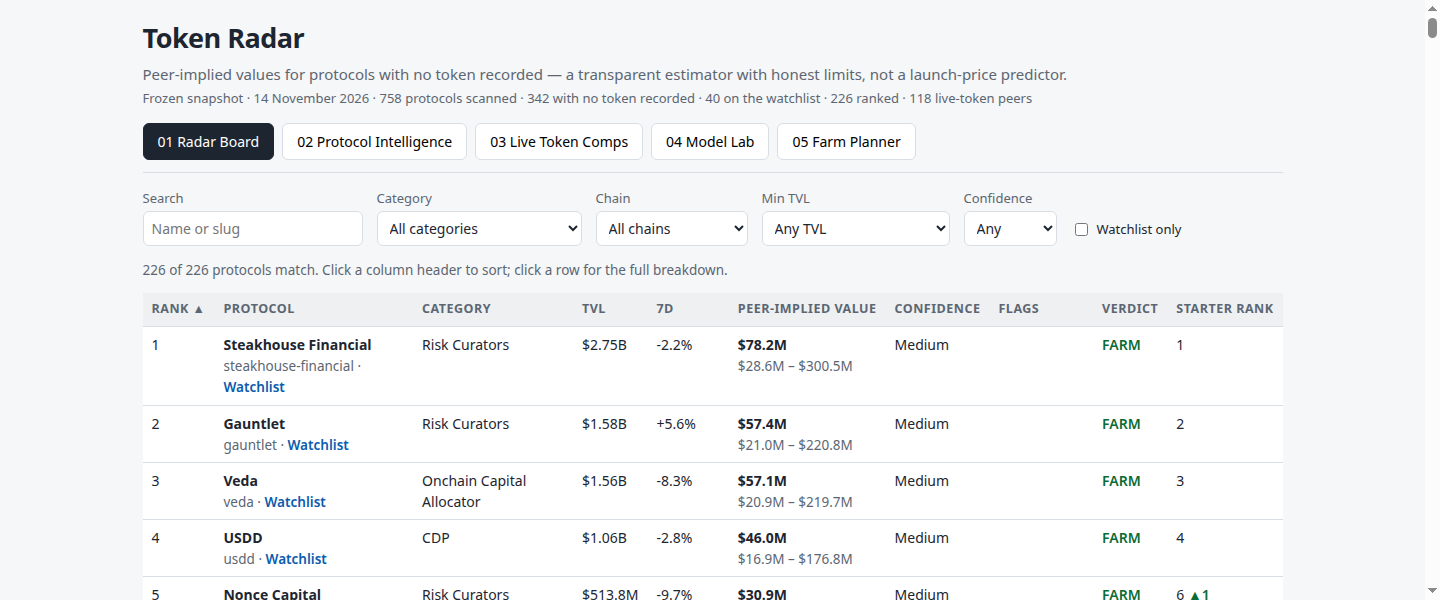 Token Radar
Peer-implied values for protocols with no token recorded — a transparent estimator with honest limits, not a launch-price predictor.
Frozen snapshot · 14 November 2026 · 758 protocols scanned · 342 with no token recorded · 40 on the watchlist · 226 ranked · 118 live-token peers
01 Radar Board 02 Protocol Intelligence 03 Live Token Comps 04 Model Lab 05 Farm Planner
Search Category Chain Min TVL Confidence
Name or slug All categories All chains Any TVL Any Watchlist only
226 of 226 protocols match. Click a column header to sort; click a row for the full breakdown.
RANK ▲ PROTOCOL CATEGORY TVL 7D PEER-IMPLIED VALUE CONFIDENCE FLAGS VERDICT STARTER RANK
1 Steakhouse Financial Risk Curators $2.75B -2.2% $78.2M Medium FARM 1
steakhouse-financial · $28.6M – $300.5M
Watchlist
2 Gauntlet Risk Curators $1.58B +5.6% $57.4M Medium FARM 2
gauntlet · Watchlist $21.0M – $220.8M
3 Veda Onchain Capital $1.56B -8.3% $57.1M Medium FARM 3
veda · Watchlist Allocator $20.9M – $219.7M
4 USDD CDP $1.06B -2.8% $46.0M Medium FARM 4
usdd · Watchlist $16.9M – $176.8M
5 Nonce Capital Risk Curators $513.8M -9.7% $30.9M Medium FARM 6 ▲1